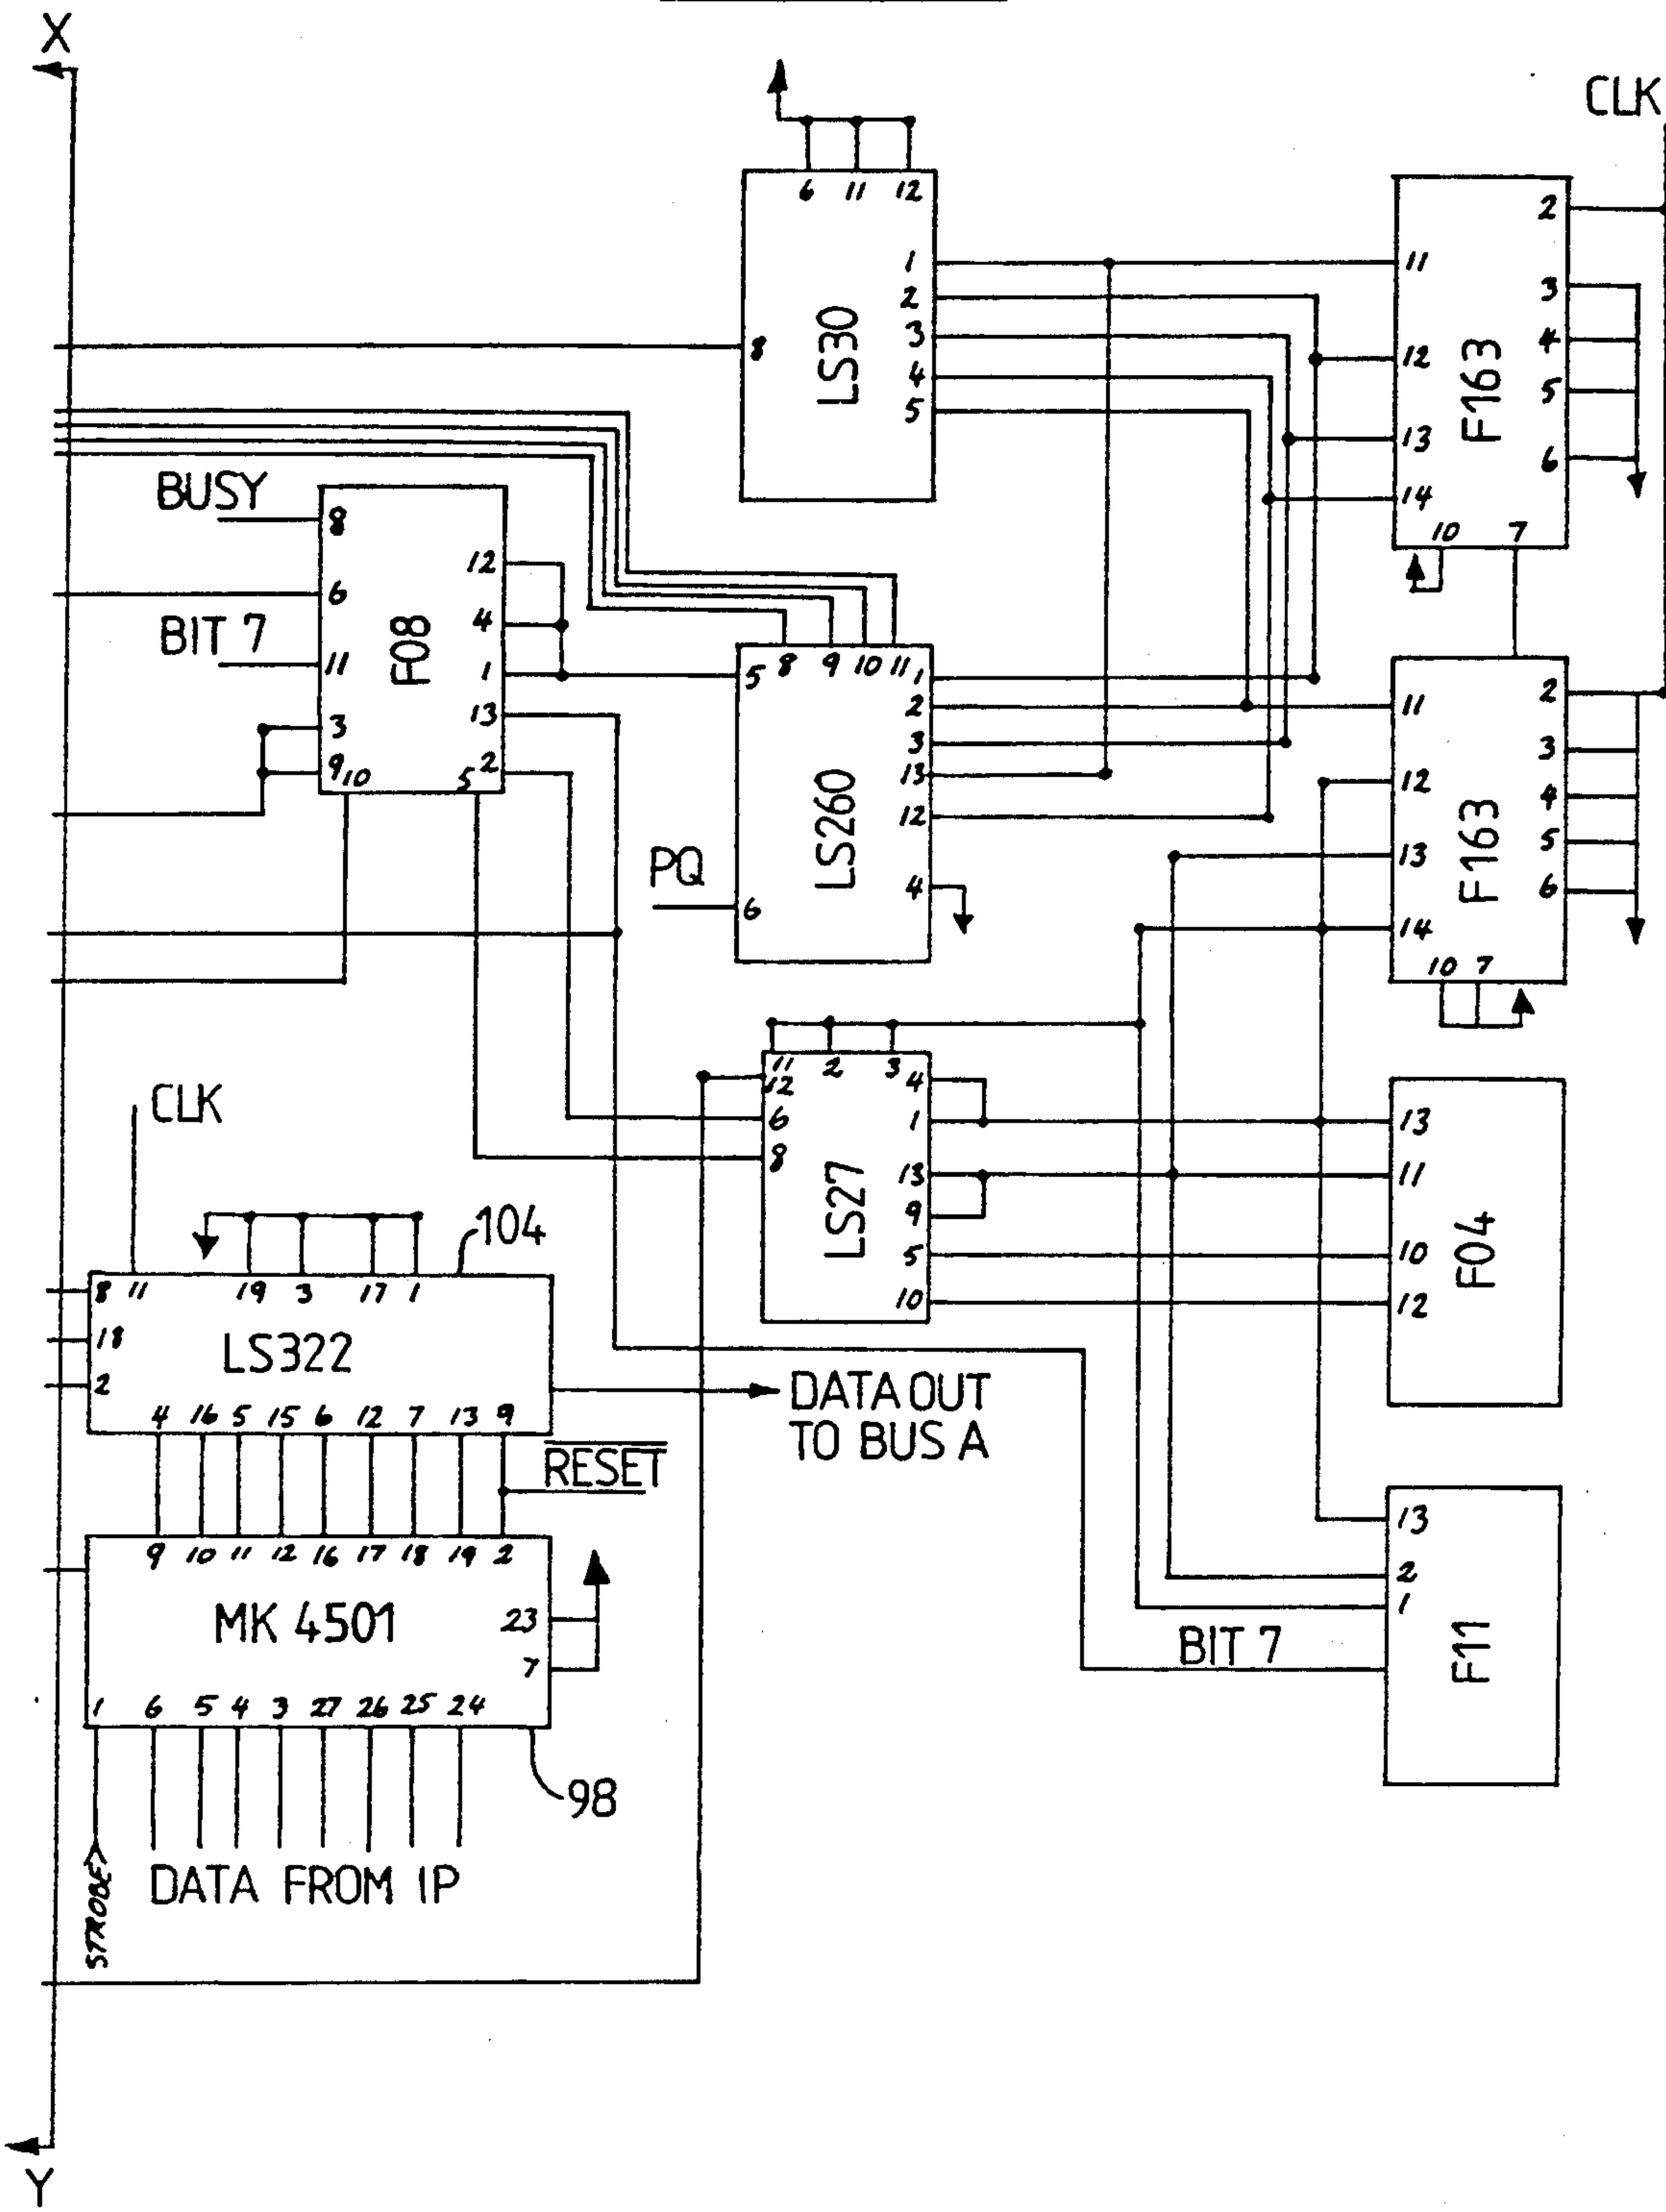 X
CLK
6 11 12
1
2
3
4
5
8
LS30
2
11
3
12
4
13
5
14
6
10 7
F163
BUSY
8
12
6
4
BIT 7
11
1
3
13
9 10
5 2
F08
8 9 10 11
5
1
2
3
13
12
PQ
6
4
LS260
2
11
3
12
4
13
5
14
6
10 7
F163
11 2 3
12
4
6
1
8
13
9
5
10
LS27
13
11
10
12
F04
CLK
104
8 11 19 3 17 1
18
LS322
2
4 16 5 15 6 12 7 13 9
DATA OUT
TO BUS A
RESET
9 10 11 12 16 17 18 19 2
MK 4501
23
7
1 6 5 4 3 27 26 25 24
98
STROBE
DATA FROM IP
13
2
1
BIT 7
F11
Y